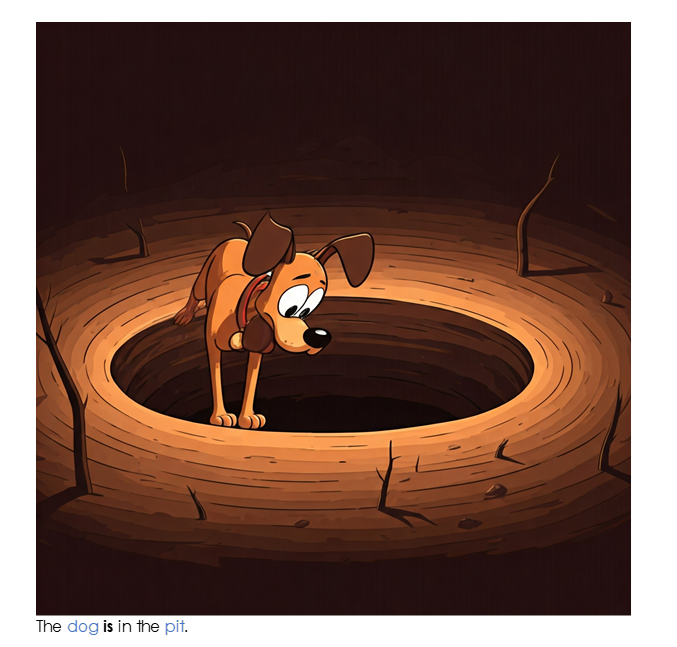 The dog is in the pit.